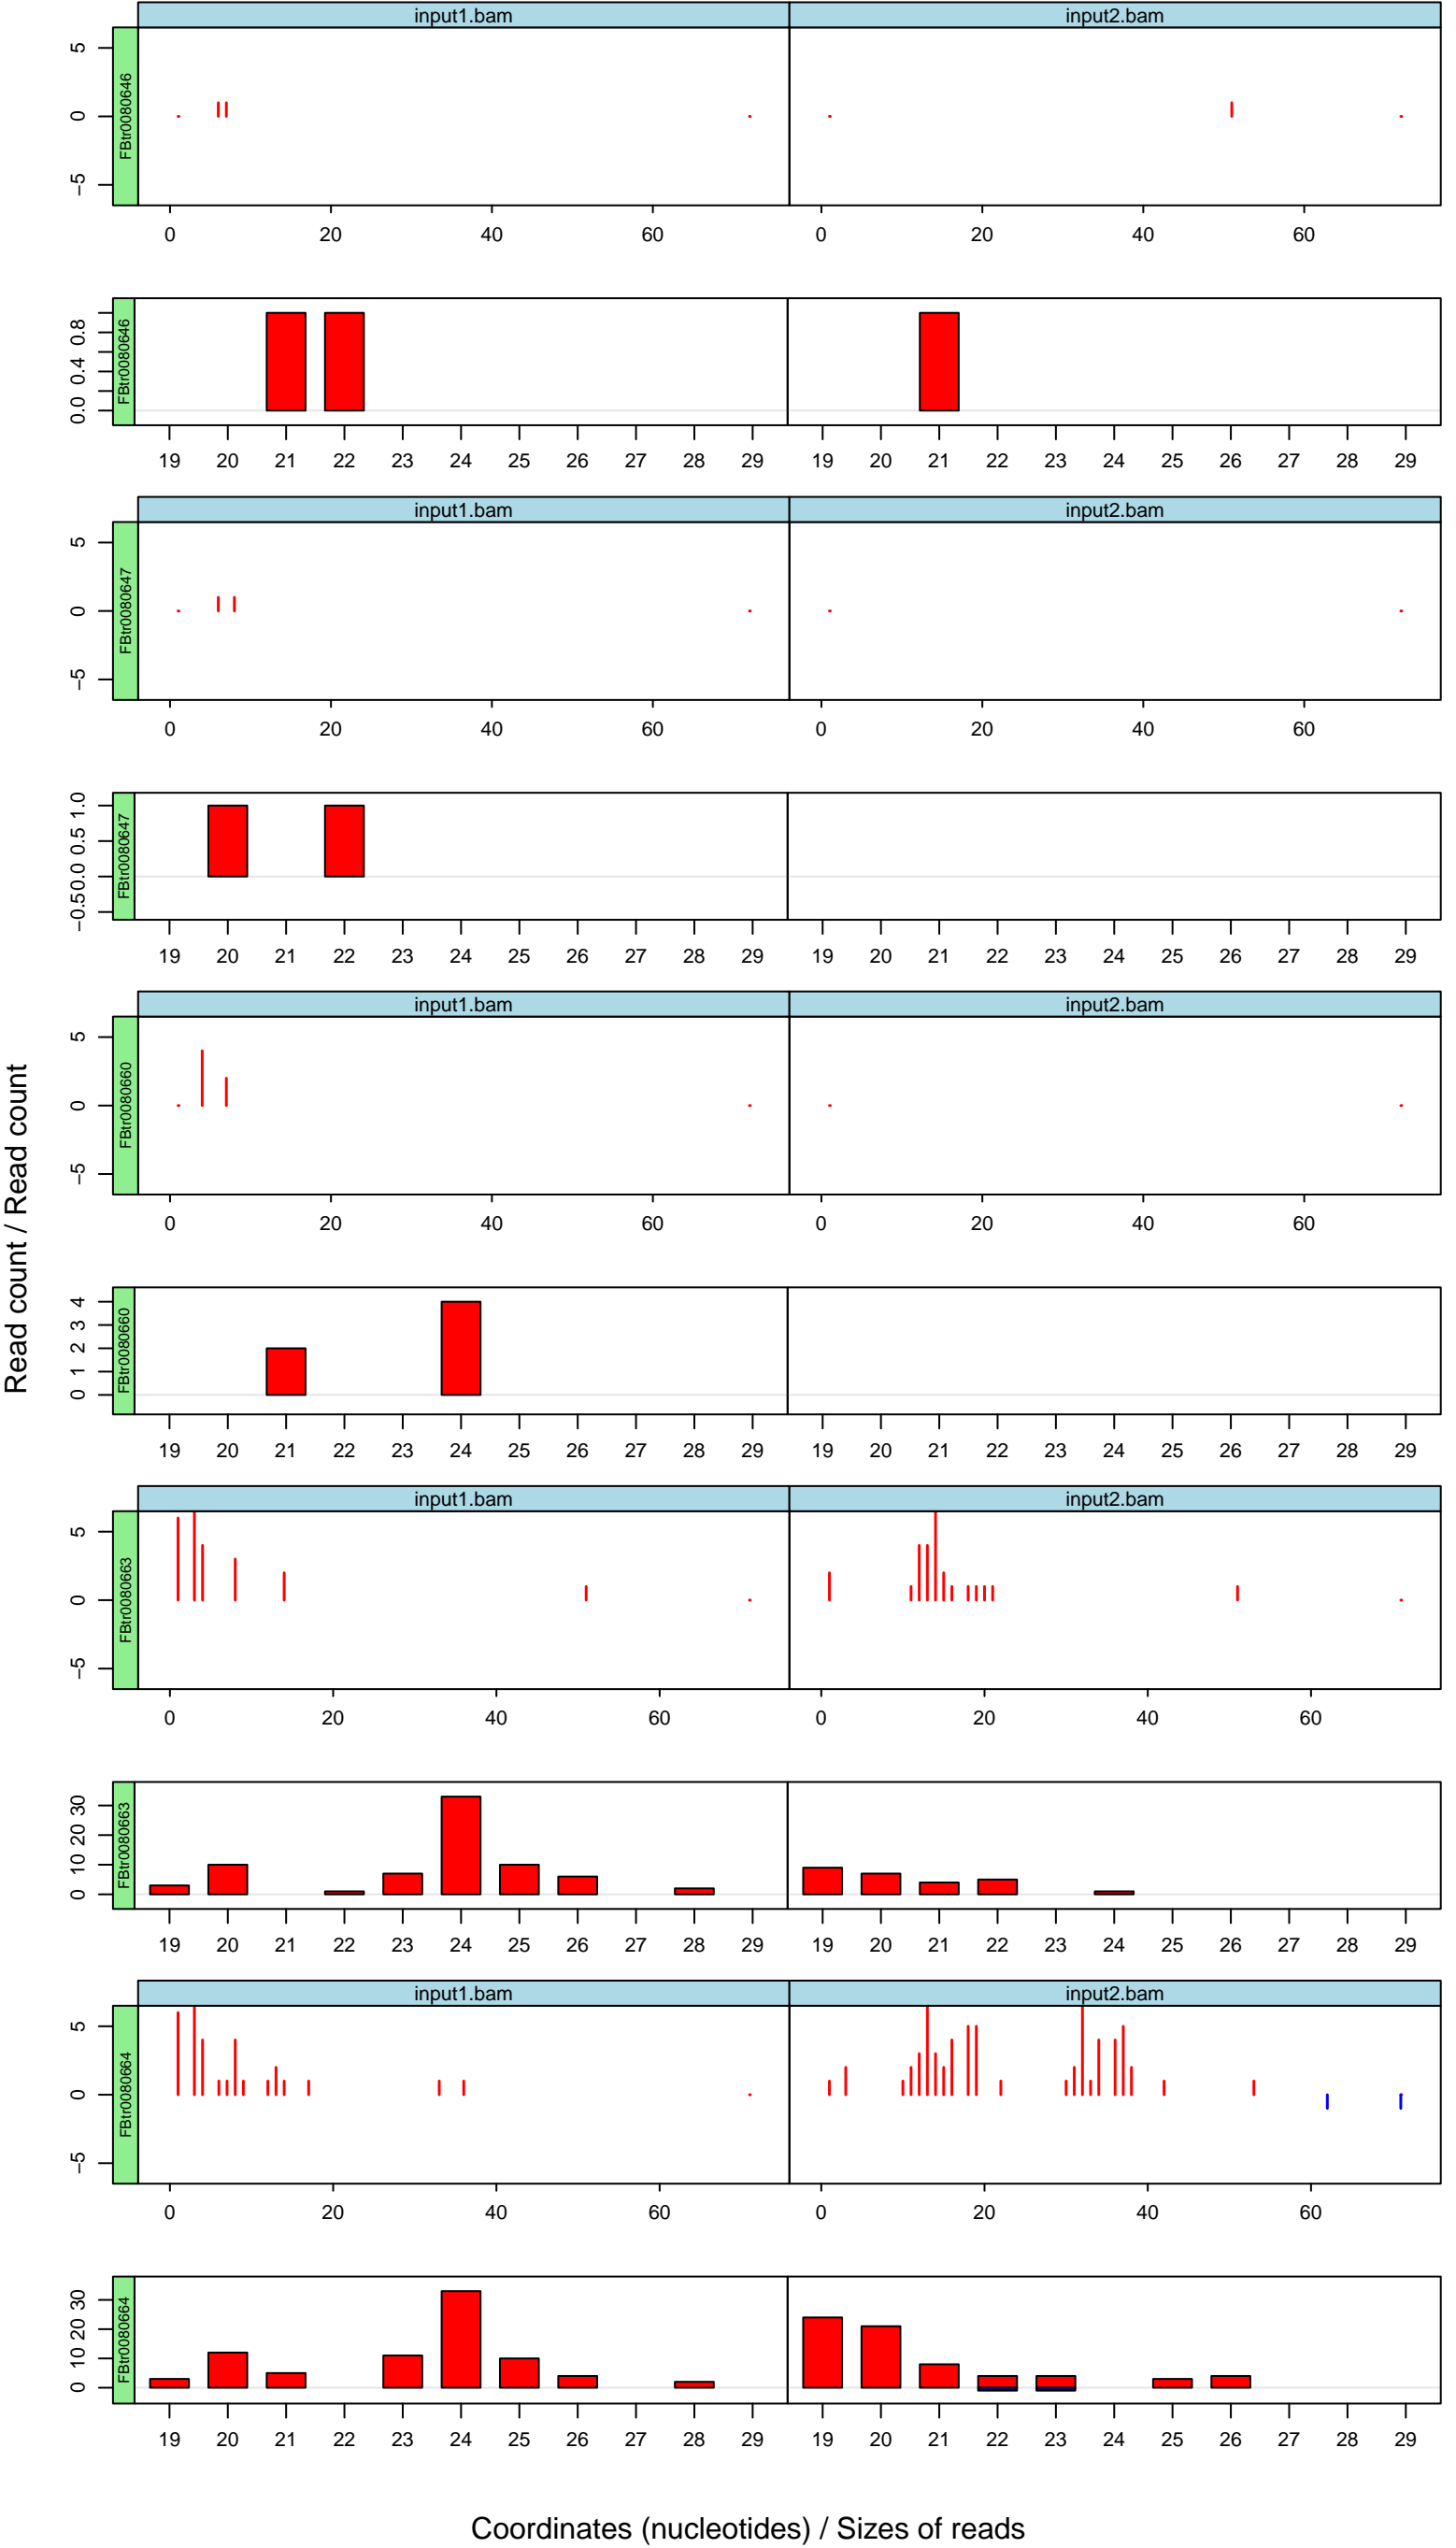 input1.bam input2.bam
FBtr0080646
5
0
−5
0 20 40 60 0 20 40 60
FBtr0080646
0.8
0.4
0.0
19 20 21 22 23 24 25 26 27 28 29 19 20 21 22 23 24 25 26 27 28 29
input1.bam input2.bam
FBtr0080647
5
0
−5
0 20 40 60 0 20 40 60
FBtr0080647
1.0
0.5
0.0
−0.5
19 20 21 22 23 24 25 26 27 28 29 19 20 21 22 23 24 25 26 27 28 29
input1.bam input2.bam
FBtr0080660
5
0
−5
0 20 40 60 0 20 40 60
Read count / Read count
FBtr0080660
4
3
2
1
0
19 20 21 22 23 24 25 26 27 28 29 19 20 21 22 23 24 25 26 27 28 29
input1.bam input2.bam
FBtr0080663
5
0
−5
0 20 40 60 0 20 40 60
FBtr0080663
30
20
10
0
19 20 21 22 23 24 25 26 27 28 29 19 20 21 22 23 24 25 26 27 28 29
input1.bam input2.bam
FBtr0080664
5
0
−5
0 20 40 60 0 20 40 60
FBtr0080664
30
20
10
0
19 20 21 22 23 24 25 26 27 28 29 19 20 21 22 23 24 25 26 27 28 29
Coordinates (nucleotides) / Sizes of reads